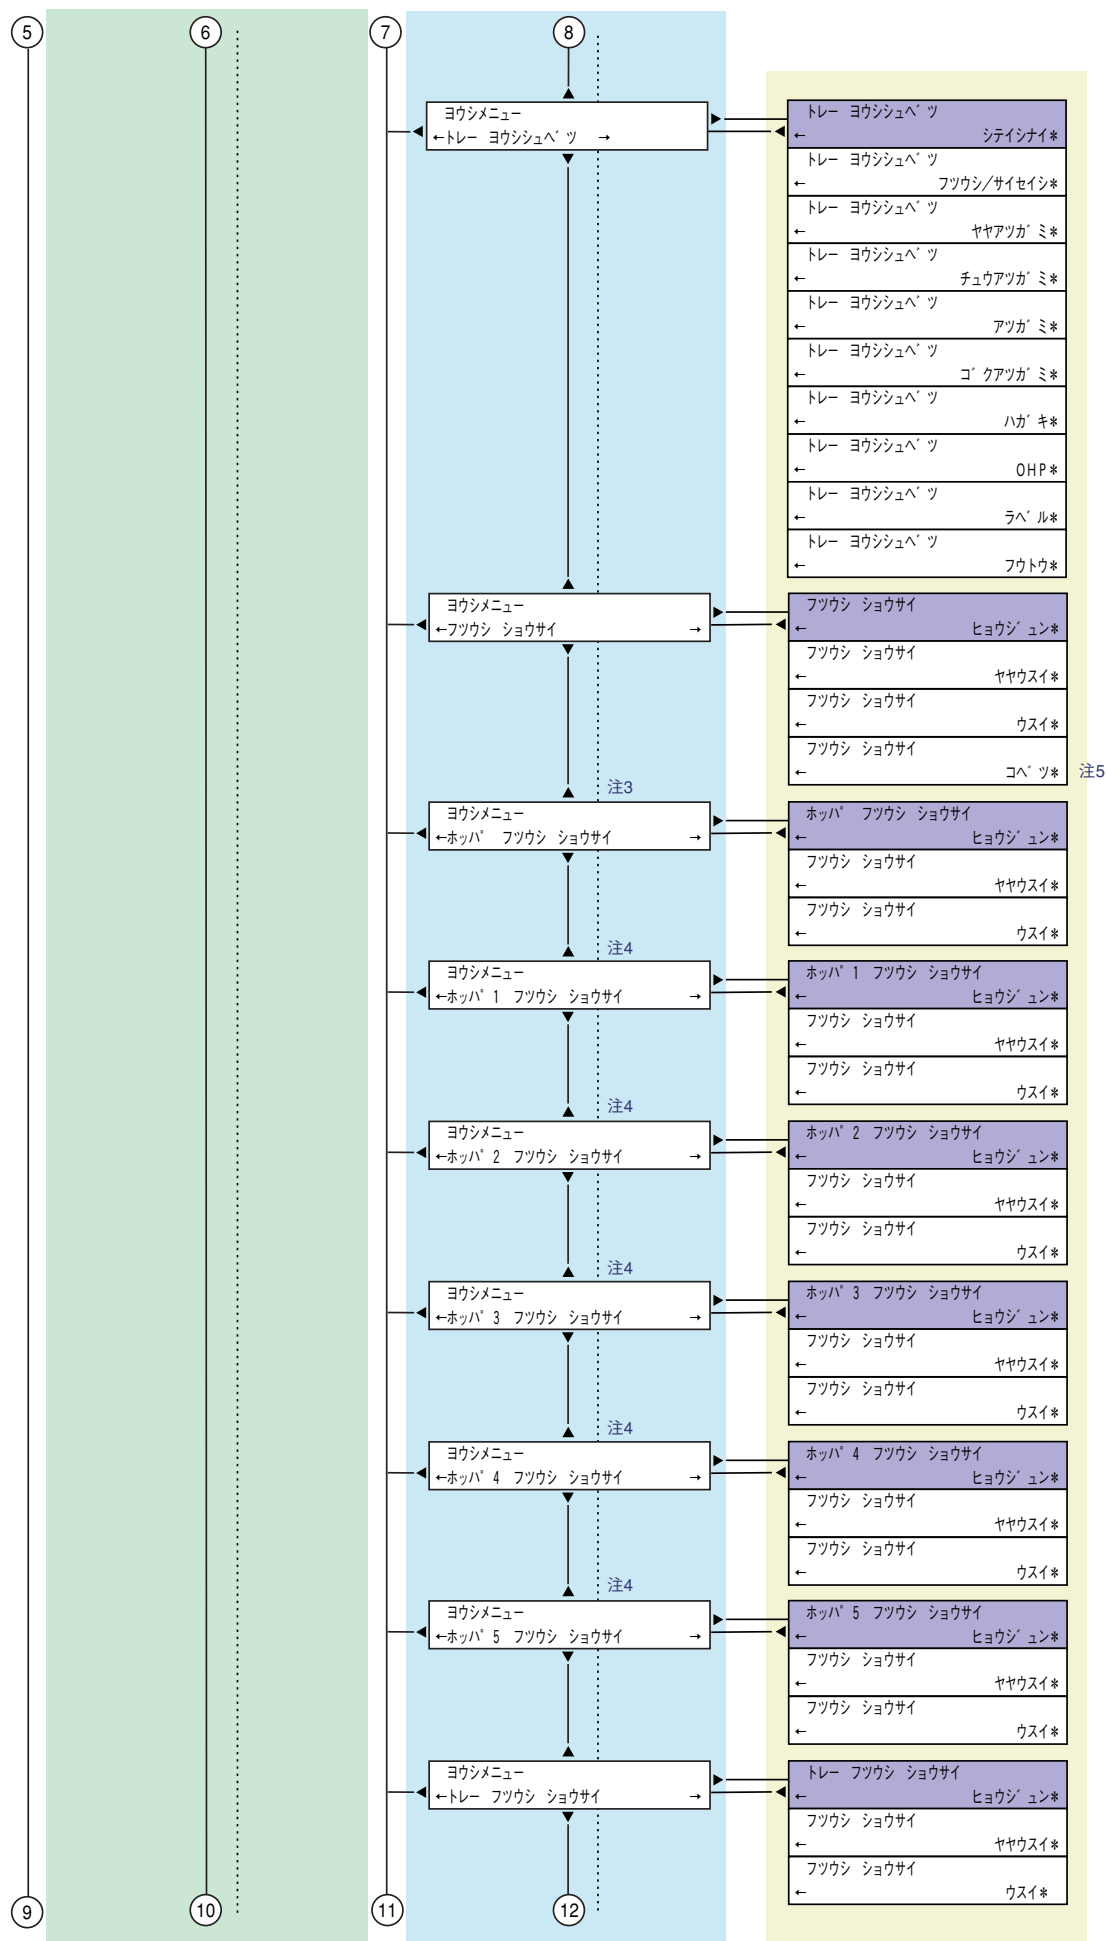 5 6 7 8
ヨウシメニュー
←トレー ヨウシシュベツ →
トレー ヨウシシュベツ
← シテイシナイ*
トレー ヨウシシュベツ
← フツウシ/サイセイシ*
トレー ヨウシシュベツ
← ヤヤアツガミ*
トレー ヨウシシュベツ
← チュウアツガミ*
トレー ヨウシシュベツ
← アツガミ*
トレー ヨウシシュベツ
← ゴクアツガミ*
トレー ヨウシシュベツ
← ハガキ*
トレー ヨウシシュベツ
← OHP*
トレー ヨウシシュベツ
← ラベル*
トレー ヨウシシュベツ
← フウトウ*
ヨウシメニュー
←フツウシ ショウサイ →
フツウシ ショウサイ
← ヒョウジュン*
フツウシ ショウサイ
← ヤヤウスイ*
フツウシ ショウサイ
← ウスイ*
フツウシ ショウサイ
← コベツ* 注5
注3
ヨウシメニュー
←ホッパ フツウシ ショウサイ →
ホッパ フツウシ ショウサイ
← ヒョウジュン*
フツウシ ショウサイ
← ヤヤウスイ*
フツウシ ショウサイ
← ウスイ*
注4
ヨウシメニュー
←ホッパ1 フツウシ ショウサイ →
ホッパ1 フツウシ ショウサイ
← ヒョウジュン*
フツウシ ショウサイ
← ヤヤウスイ*
フツウシ ショウサイ
← ウスイ*
注4
ヨウシメニュー
←ホッパ2 フツウシ ショウサイ →
ホッパ2 フツウシ ショウサイ
← ヒョウジュン*
フツウシ ショウサイ
← ヤヤウスイ*
フツウシ ショウサイ
← ウスイ*
注4
ヨウシメニュー
←ホッパ3 フツウシ ショウサイ →
ホッパ3 フツウシ ショウサイ
← ヒョウジュン*
フツウシ ショウサイ
← ヤヤウスイ*
フツウシ ショウサイ
← ウスイ*
注4
ヨウシメニュー
←ホッパ4 フツウシ ショウサイ →
ホッパ4 フツウシ ショウサイ
← ヒョウジュン*
フツウシ ショウサイ
← ヤヤウスイ*
フツウシ ショウサイ
← ウスイ*
注4
ヨウシメニュー
←ホッパ5 フツウシ ショウサイ →
ホッパ5 フツウシ ショウサイ
← ヒョウジュン*
フツウシ ショウサイ
← ヤヤウスイ*
フツウシ ショウサイ
← ウスイ*
ヨウシメニュー
←トレー フツウシ ショウサイ →
トレー フツウシ ショウサイ
← ヒョウジュン*
フツウシ ショウサイ
← ヤヤウスイ*
フツウシ ショウサイ
← ウスイ*
9 10 11 12